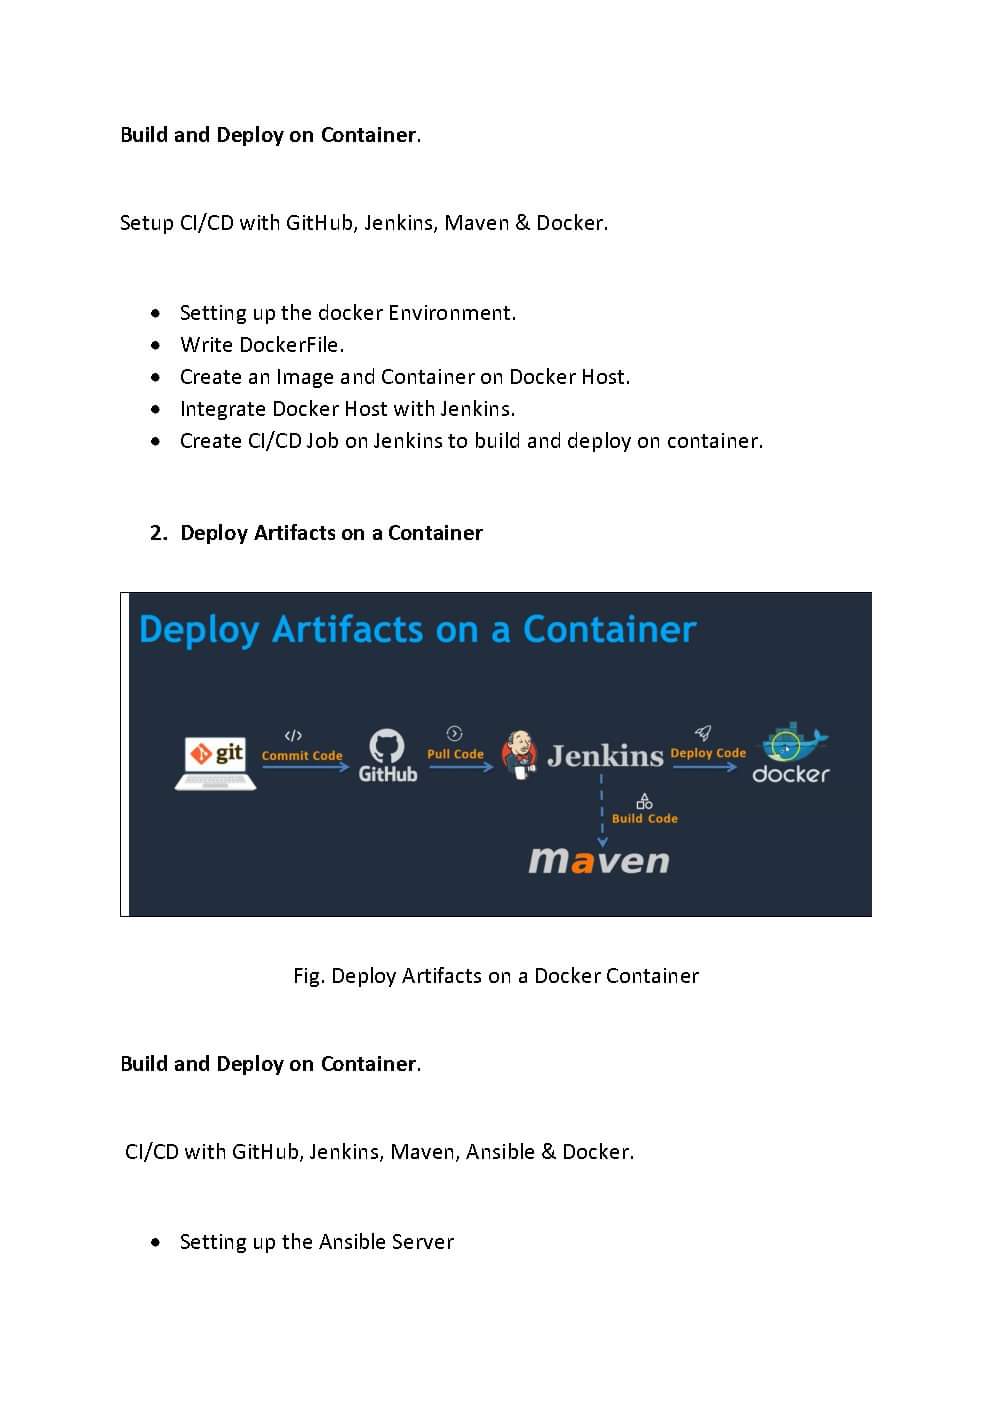 Build and Deploy on Container.
Setup CI/CD with GitHub, Jenkins, Maven & Docker.
• Setting up the docker Environment.
• Write DockerFile.
• Create an Image and Container on Docker Host.
• Integrate Docker Host with Jenkins.
• Create CI/CD Job on Jenkins to build and deploy on container.
2. Deploy Artifacts on a Container
Deploy Artifacts on a Container
git
</>
Commit Code
GitHub
Pull Code
Jenkins
Deploy Code
docker
Build Code
maven
Fig. Deploy Artifacts on a Docker Container
Build and Deploy on Container.
CI/CD with GitHub, Jenkins, Maven, Ansible & Docker.
• Setting up the Ansible Server